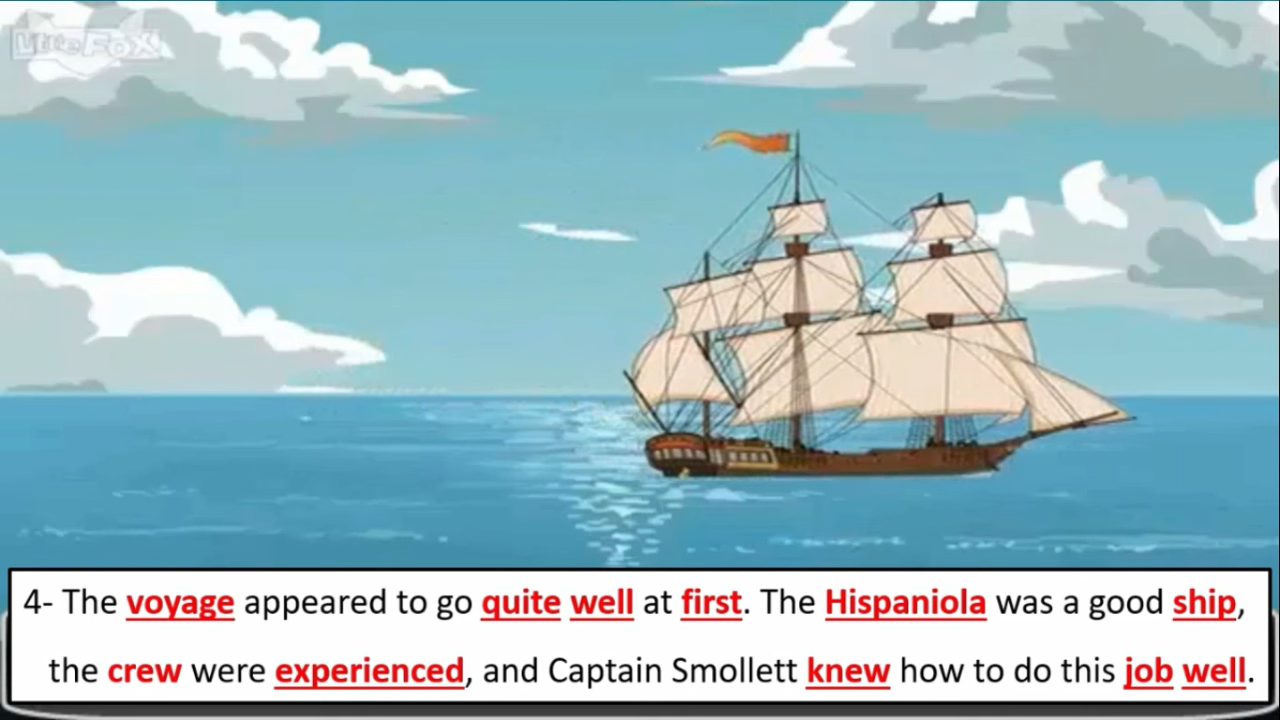 LittleFox
4- The voyage appeared to go quite well at first. The Hispaniola was a good ship,
the crew were experienced, and Captain Smollett knew how to do this job well.